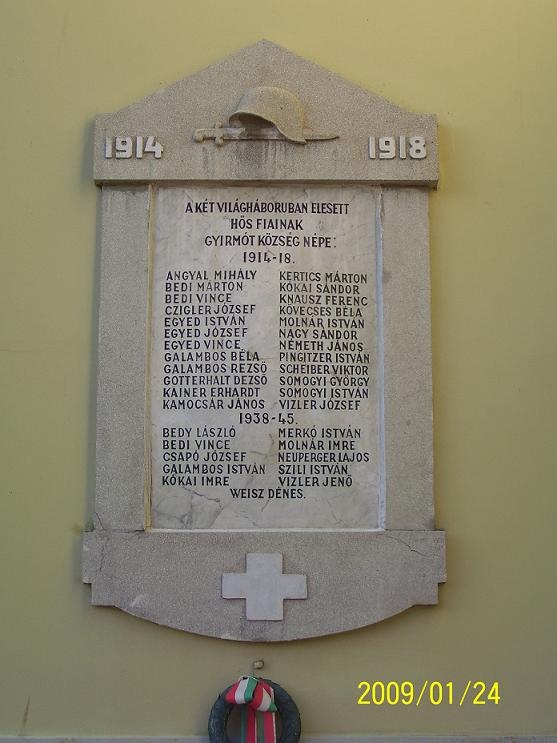 1914 1918
A KÉT VILÁGHÁBORUBAN ELESETT
HŐS FIAINAK
GYIRMÓT KÖZSÉG NÉPE:
1914-18.
ANGYAL MIHÁLY
BEDI MÁRTON
BEDI VINCE
CZIGLER JÓZSEF
EGYED ISTVÁN
EGYED JÓZSEF
EGYED VINCE
GALAMBOS BÉLA
GALAMBOS REZSŐ
GOTTERHALT DEZSŐ
KAINER ERHARDT
KAMOCSÁR JÁNOS
KERTICS MÁRTON
KÓKAI SÁNDOR
KNAUSZ FERENC
KÖVECSES BÉLA
MOLNÁR ISTVÁN
NAGY SÁNDOR
NÉMETH JÁNOS
PINGITZER ISTVÁN
SCHEIBER VIKTOR
SOMOGYI GYÖRGY
SOMOGYI ISTVÁN
VIZLER JÓZSEF
1938-45.
BEDY LÁSZLÓ
BEDI VINCE
CSAPÓ JÓZSEF
GALAMBOS ISTVÁN
KÓKAI IMRE
MERKÓ ISTVÁN
MOLNÁR IMRE
NEUPERGER LAJOS
SZILI ISTVÁN
VIZLER JENŐ
WEISZ DÉNES.
2009/01/24